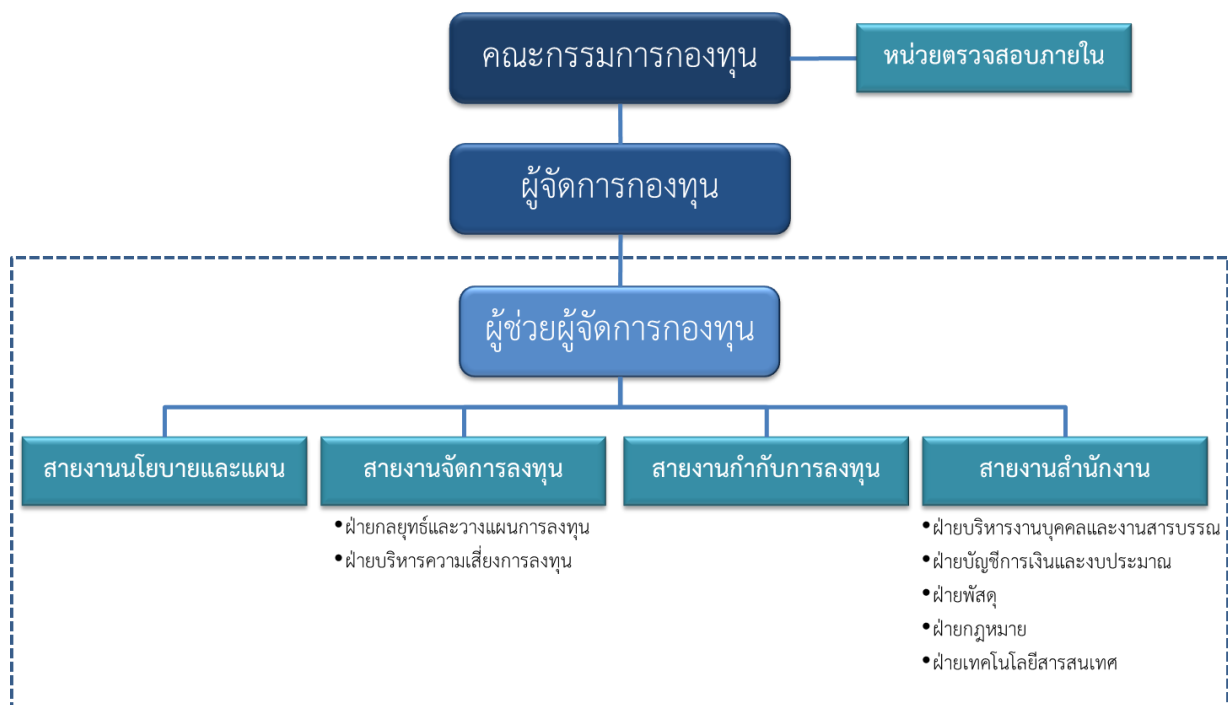 คณะกรรมการกองทุน
หน่วยตรวจสอบภายใน
ผู้จัดการกองทุน
ผู้ช่วยผู้จัดการกองทุน
สายงานนโยบายและแผน
สายงานจัดการลงทุน
• ฝ่ายกลยุทธ์และวางแผนการลงทุน
• ฝ่ายบริหารความเสี่ยงการลงทุน
สายงานกำกับการลงทุน
สายงานสำนักงาน
• ฝ่ายบริหารงานบุคคลและงานสารบรรณ
• ฝ่ายบัญชีการเงินและงบประมาณ
• ฝ่ายพัสดุ
• ฝ่ายกฎหมาย
• ฝ่ายเทคโนโลยีสารสนเทศ